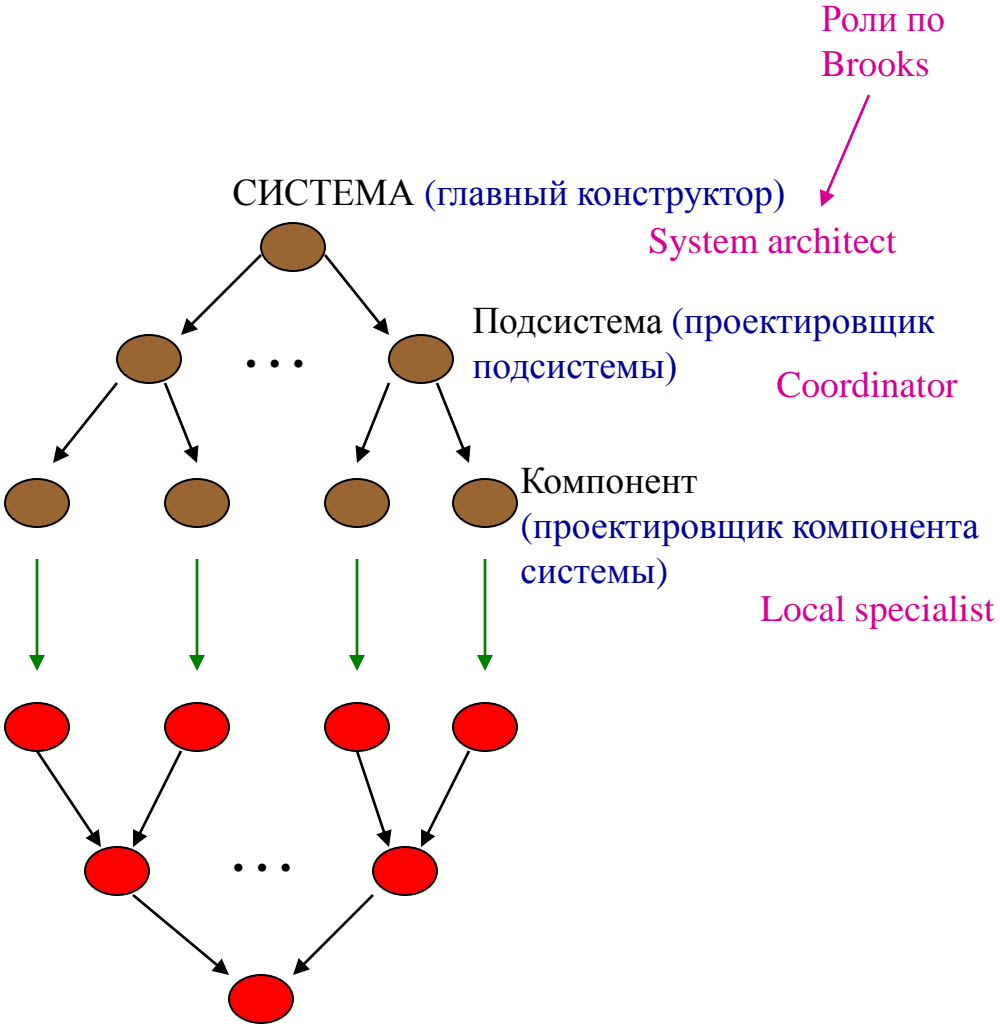 Роли по
Brooks
СИСТЕМА (главный конструктор)
System architect
Подсистема (проектировщик
подсистемы)
...
Coordinator
Компонент
(проектировщик компонента
системы)
Local specialist
...